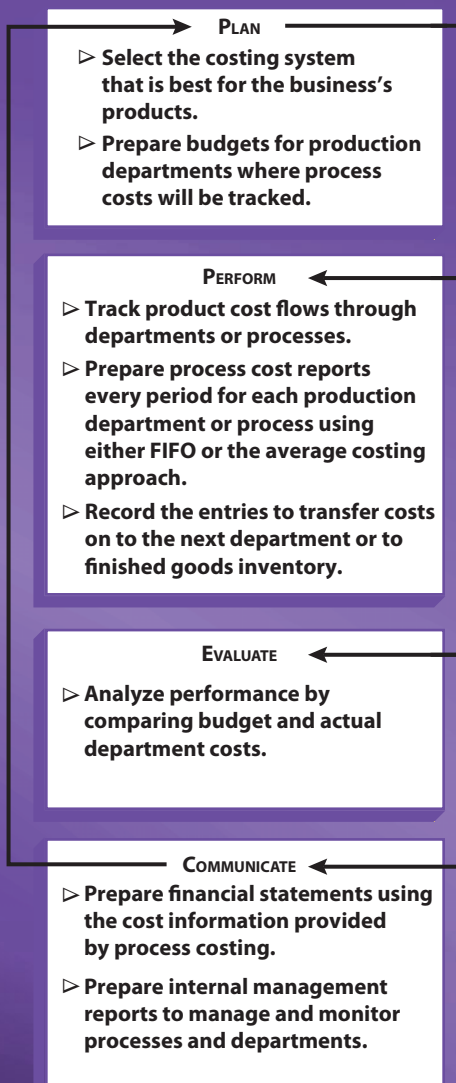 PLAN
▷ Select the costing system
that is best for the business's
products.
▷ Prepare budgets for production
departments where process
costs will be tracked.
PERFORM
▷ Track product cost flows through
departments or processes.
▷ Prepare process cost reports
every period for each production
department or process using
either FIFO or the average costing
approach.
▷ Record the entries to transfer costs
on to the next department or to
finished goods inventory.
EVALUATE
▷ Analyze performance by
comparing budget and actual
department costs.
COMMUNICATE
▷ Prepare financial statements using
the cost information provided
by process costing.
▷ Prepare internal management
reports to manage and monitor
processes and departments.